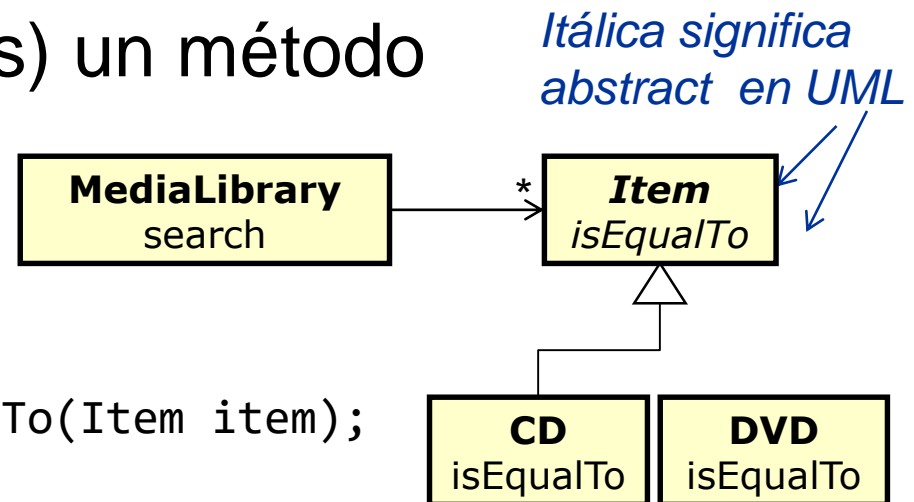 s) un método
Itálica significa
abstract en UML
MediaLibrary
search
*
Item
isEqualTo
To(Item item);
CD
isEqualTo
DVD
isEqualTo